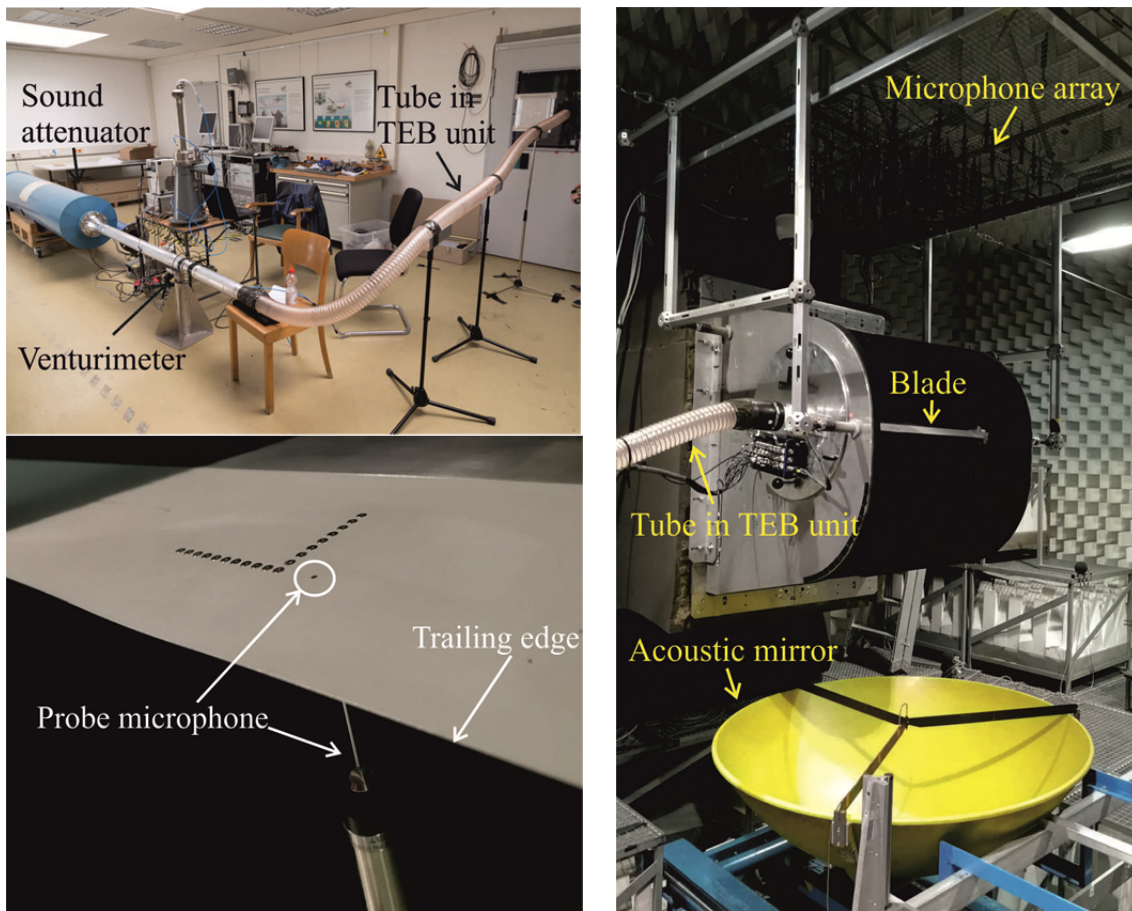 Sound
attenuator
Tube in
TEB unit
Venturimeter
Probe microphone
Trailing edge
Microphone array
Blade
Tube in TEB unit
Acoustic mirror